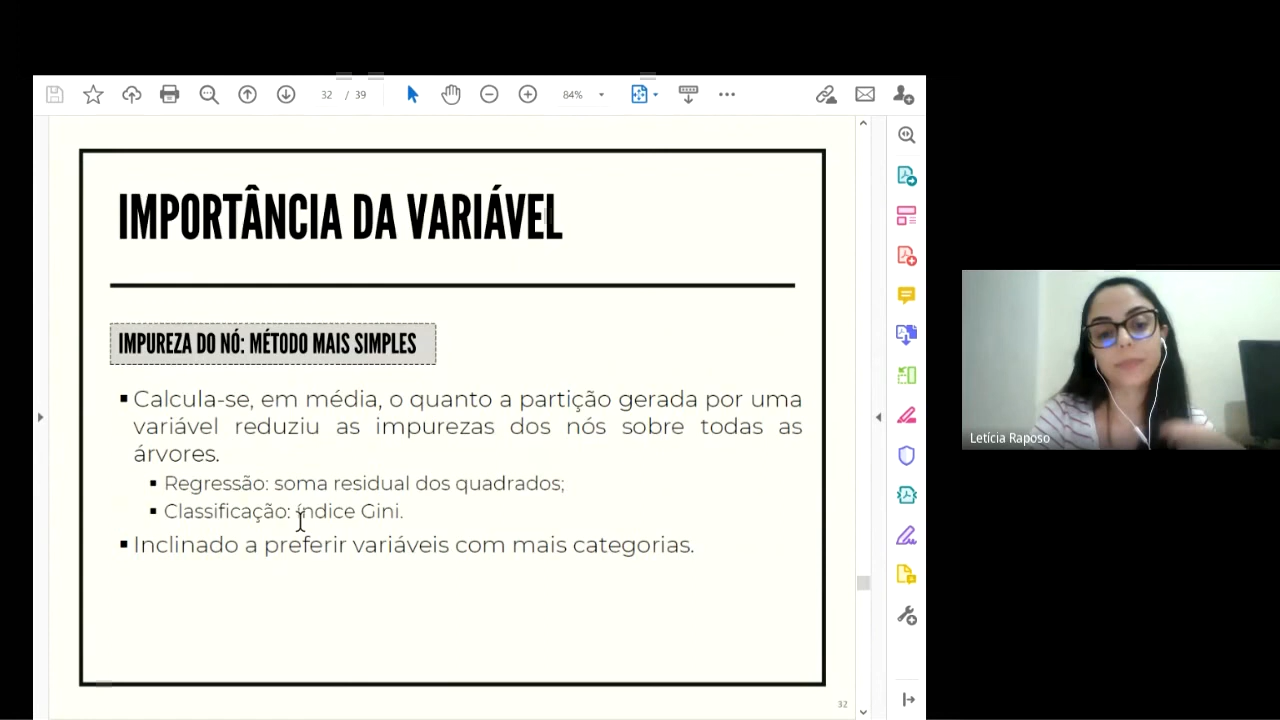 32 / 39
84%
IMPORTÂNCIA DA VARIÁVEL
IMPUREZA DO NÓ: MÉTODO MAIS SIMPLES
Calcula-se, em média, o quanto a partição gerada por uma
variável reduziu as impurezas dos nós sobre todas as
árvores.
Regressão: soma residual dos quadrados;
Classificação: índice Gini.
Inclinado a preferir variáveis com mais categorias.
32
Letícia Raposo